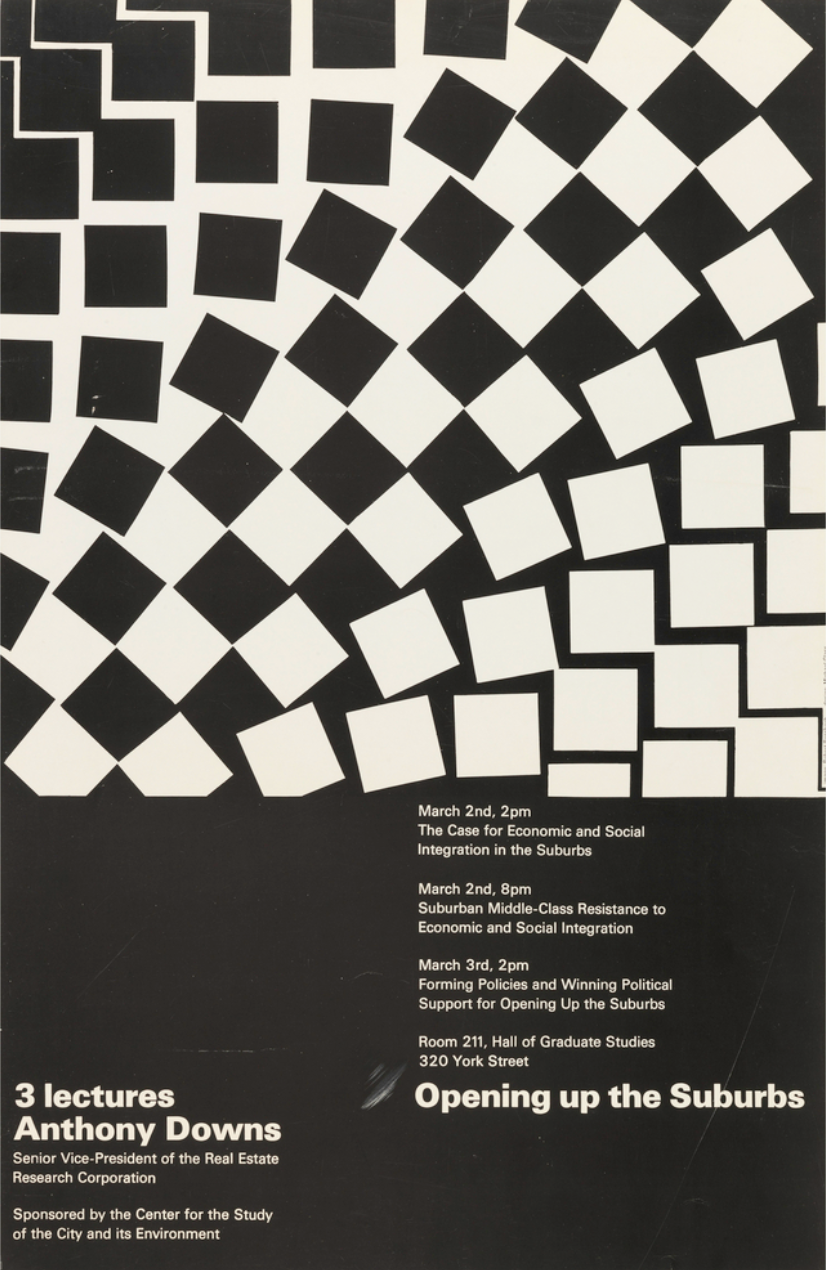 March 2nd, 2pm
The Case for Economic and Social
Integration in the Suburbs
March 2nd, 8pm
Suburban Middle-Class Resistance to
Economic and Social Integration
March 3rd, 2pm
Forming Policies and Winning Political
Support for Opening Up the Suburbs
Room 211, Hall of Graduate Studies
320 York Street
Opening up the Suburbs
3 lectures
Anthony Downs
Senior Vice-President of the Real Estate
Research Corporation
Sponsored by the Center for the Study
of the City and its Environment